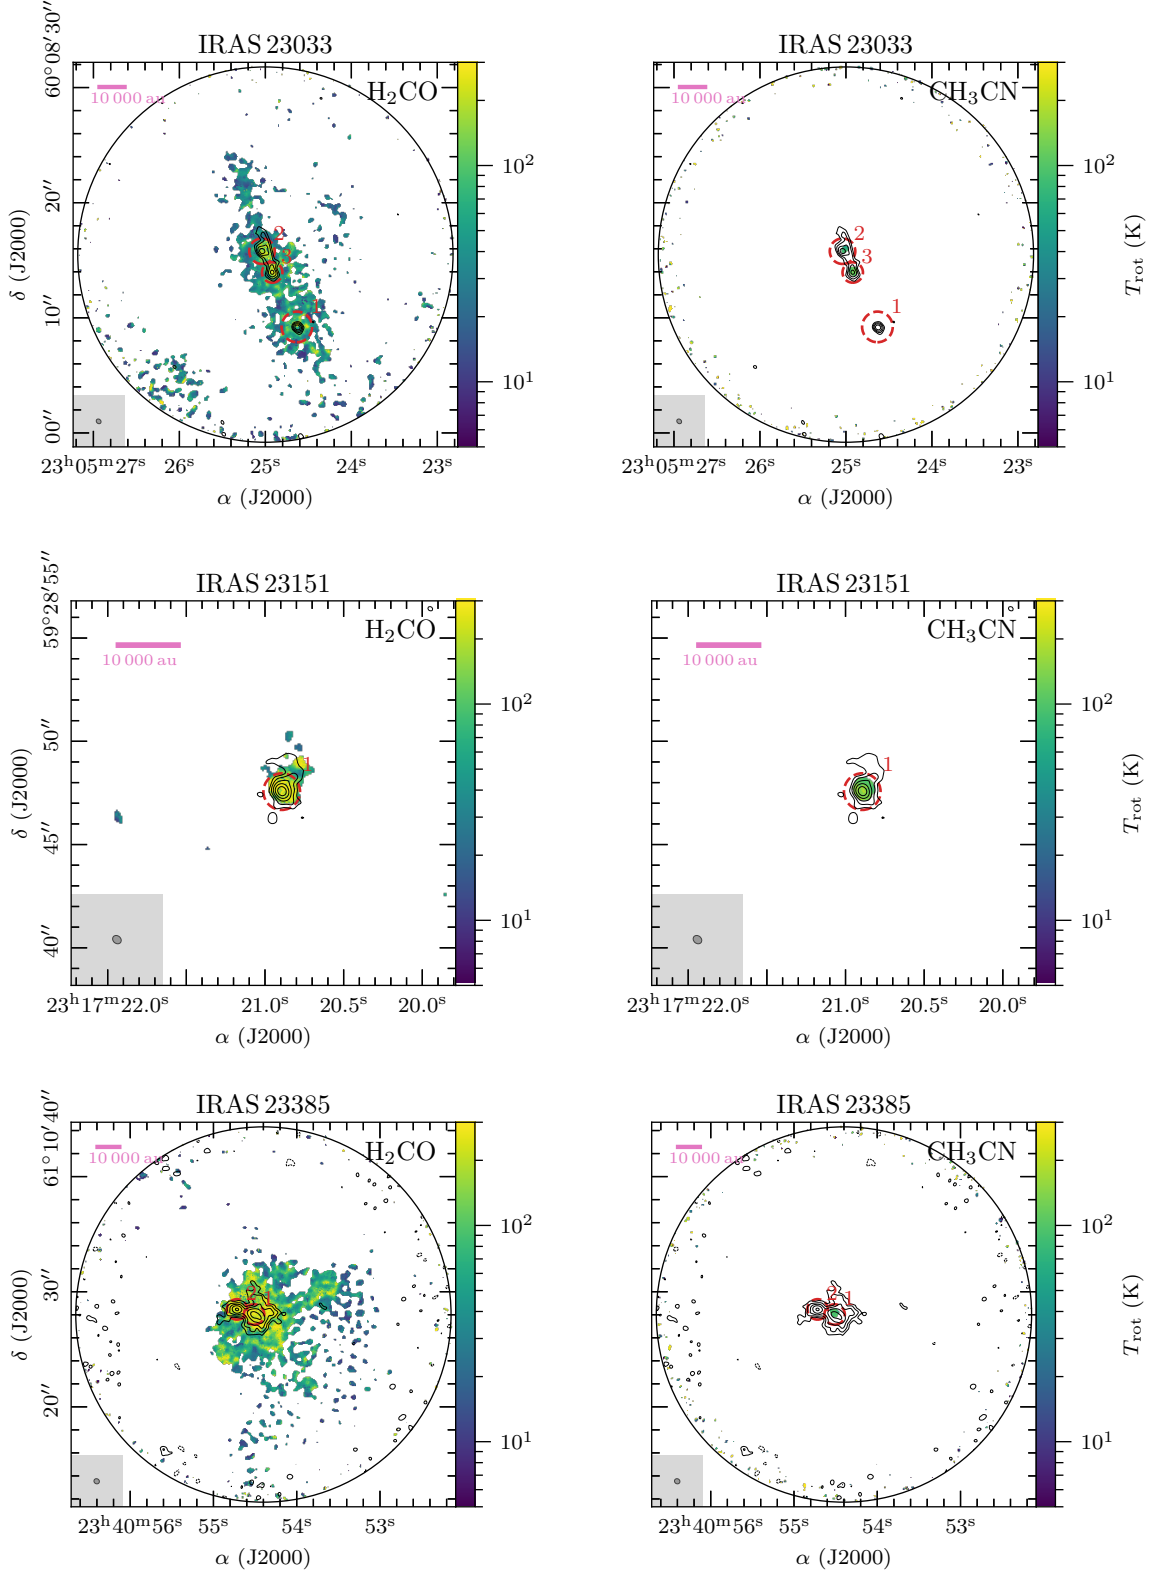 IRAS 23033
H₂CO
10 000 au
2
3
1
60°08′30″
20″
10″
00″
δ (J2000)
23ʰ05ᵐ27ˢ 26ˢ 25ˢ 24ˢ 23ˢ
α (J2000)
10²
10¹
IRAS 23033
CH₃CN
10 000 au
2
3
1
23ʰ05ᵐ27ˢ 26ˢ 25ˢ 24ˢ 23ˢ
α (J2000)
10²
10¹
T_rot (K)
IRAS 23151
H₂CO
10 000 au
1
59°28′55″
50″
45″
40″
δ (J2000)
23ʰ17ᵐ22.0ˢ 21.0ˢ 20.5ˢ 20.0ˢ
α (J2000)
10²
10¹
IRAS 23151
CH₃CN
10 000 au
1
23ʰ17ᵐ22.0ˢ 21.0ˢ 20.5ˢ 20.0ˢ
α (J2000)
10²
10¹
T_rot (K)
IRAS 23385
H₂CO
10 000 au
2
1
61°10′40″
30″
20″
δ (J2000)
23ʰ40ᵐ56ˢ 55ˢ 54ˢ 53ˢ
α (J2000)
10²
10¹
IRAS 23385
CH₃CN
10 000 au
2
1
23ʰ40ᵐ56ˢ 55ˢ 54ˢ 53ˢ
α (J2000)
10²
10¹
T_rot (K)